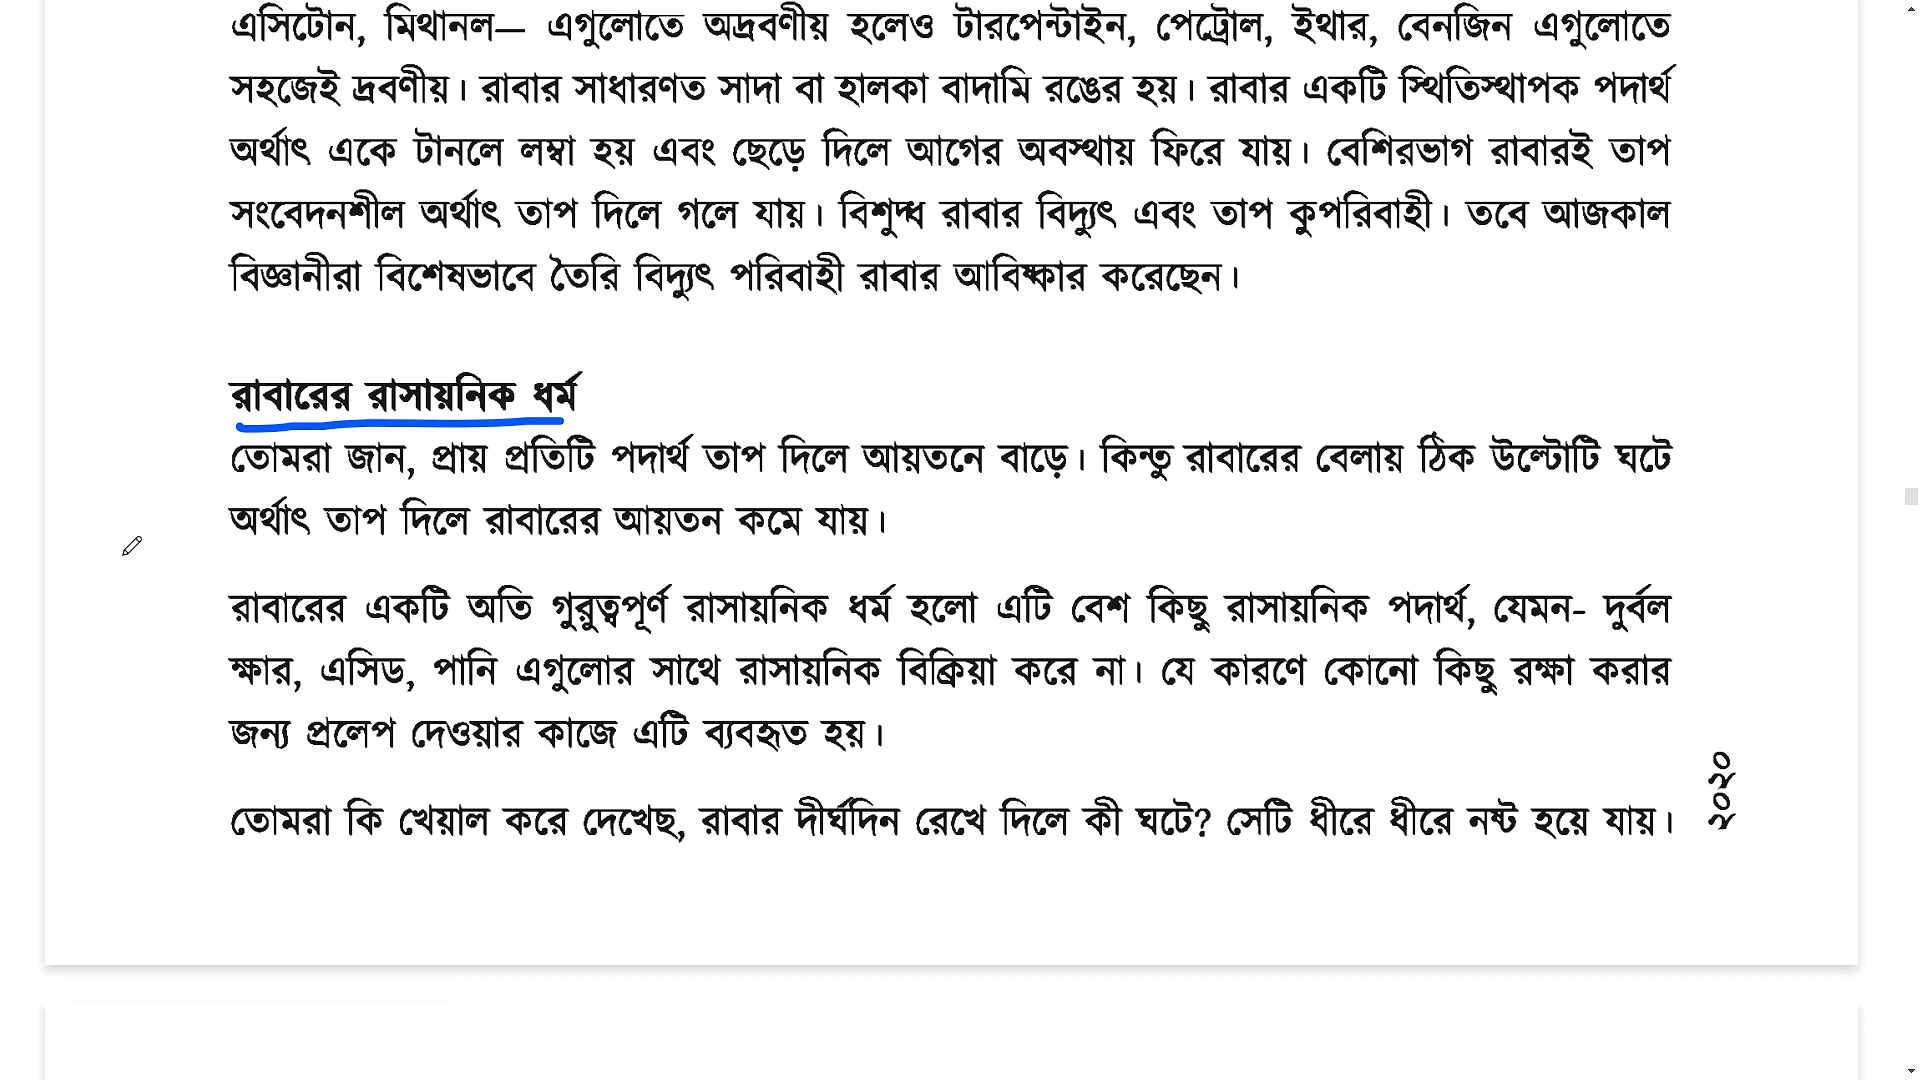 এসিটোন, মিথানল— এগুলোতে অদ্রবণীয় হলেও টারপেন্টাইন, পেট্রোল, ইথার, বেনজিন এগুলোতে
সহজেই দ্রবণীয়। রাবার সাধারণত সাদা বা হালকা বাদামি রঙের হয়। রাবার একটি স্থিতিস্থাপক পদার্থ
অর্থাৎ একে টানলে লম্বা হয় এবং ছেড়ে দিলে আগের অবস্থায় ফিরে যায়। বেশিরভাগ রাবারই তাপ
সংবেদনশীল অর্থাৎ তাপ দিলে গলে যায়। বিশুদ্ধ রাবার বিদ্যুৎ এবং তাপ কুপরিবাহী। তবে আজকাল
বিজ্ঞানীরা বিশেষভাবে তৈরি বিদ্যুৎ পরিবাহী রাবার আবিষ্কার করেছেন।
রাবারের রাসায়নিক ধর্ম
তোমরা জান, প্রায় প্রতিটি পদার্থ তাপ দিলে আয়তনে বাড়ে। কিন্তু রাবারের বেলায় ঠিক উল্টোটি ঘটে
অর্থাৎ তাপ দিলে রাবারের আয়তন কমে যায়।
রাবারের একটি অতি গুরুত্বপূর্ণ রাসায়নিক ধর্ম হলো এটি বেশ কিছু রাসায়নিক পদার্থ, যেমন- দুর্বল
ক্ষার, এসিড, পানি এগুলোর সাথে রাসায়নিক বিক্রিয়া করে না। যে কারণে কোনো কিছু রক্ষা করার
জন্য প্রলেপ দেওয়ার কাজে এটি ব্যবহৃত হয়।
তোমরা কি খেয়াল করে দেখেছ, রাবার দীর্ঘদিন রেখে দিলে কী ঘটে? সেটি ধীরে ধীরে নষ্ট হয়ে যায়।
২০২০